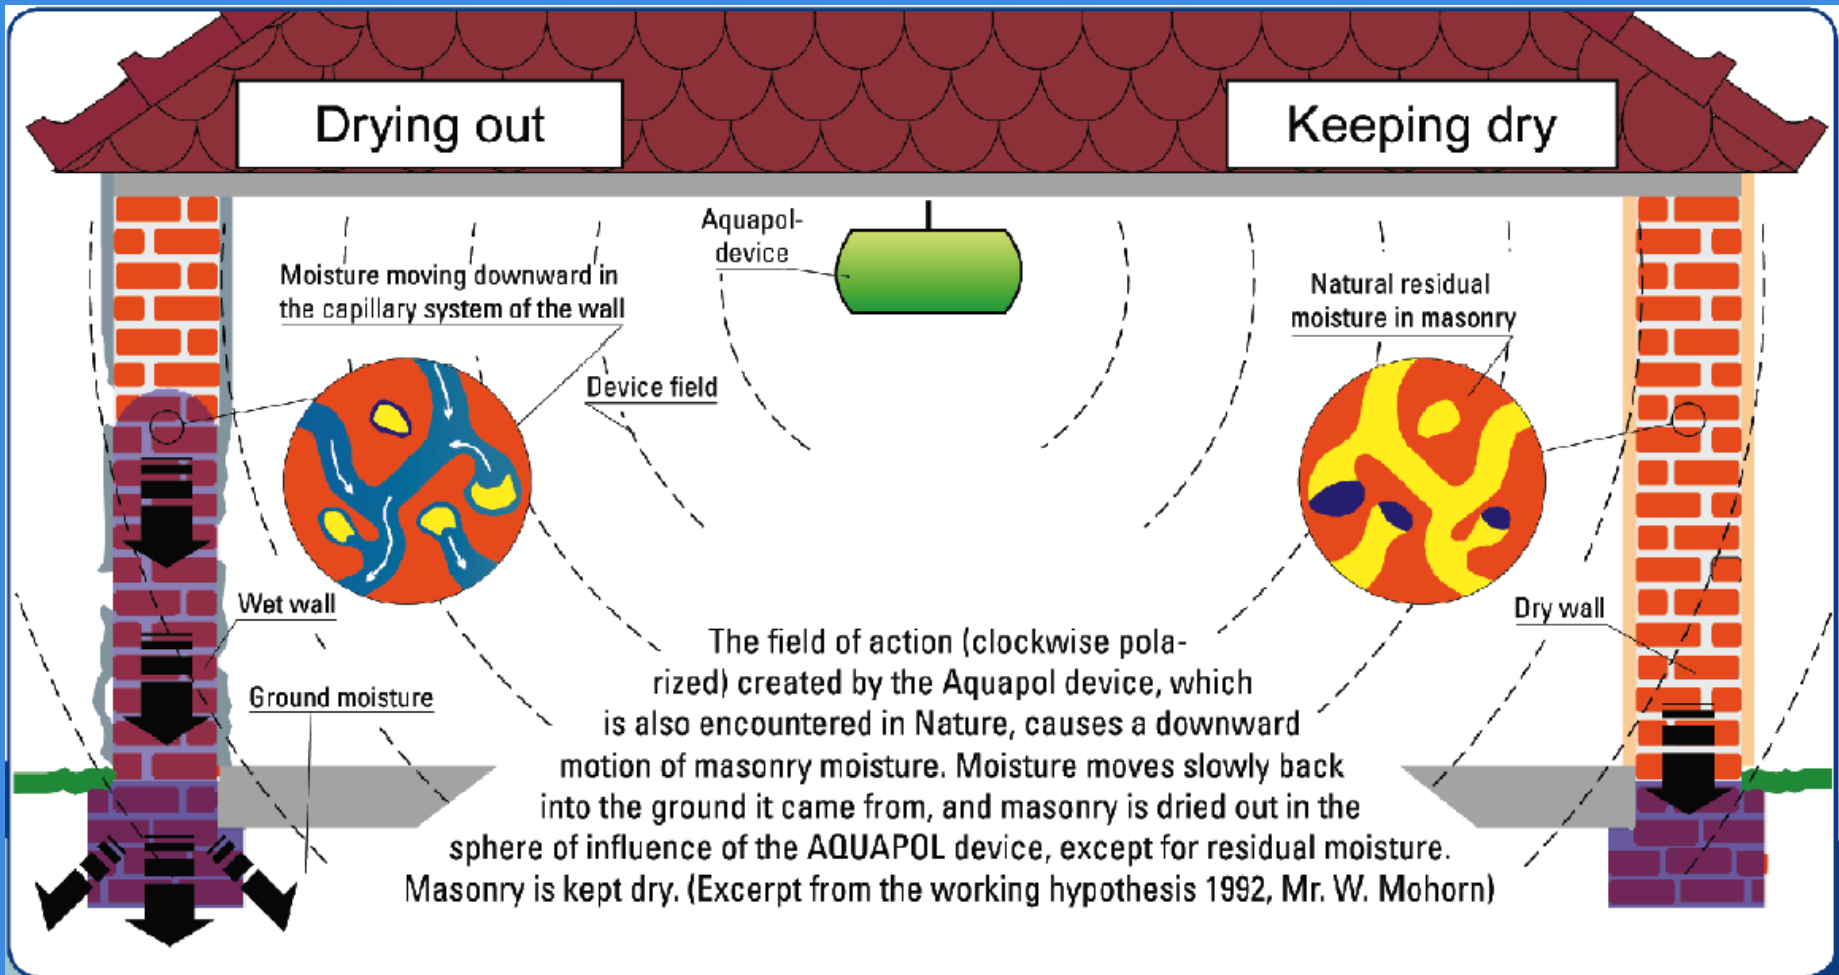 Drying out
Keeping dry
Aquapol-
device
Moisture moving downward in
the capillary system of the wall
Natural residual
moisture in masonry
Device field
Wet wall
Dry wall
Ground moisture
The field of action (clockwise pola-
rized) created by the Aquapol device, which
is also encountered in Nature, causes a downward
motion of masonry moisture. Moisture moves slowly back
into the ground it came from, and masonry is dried out in the
sphere of influence of the AQUAPOL device, except for residual moisture.
Masonry is kept dry. (Excerpt from the working hypothesis 1992, Mr. W. Mohorn)